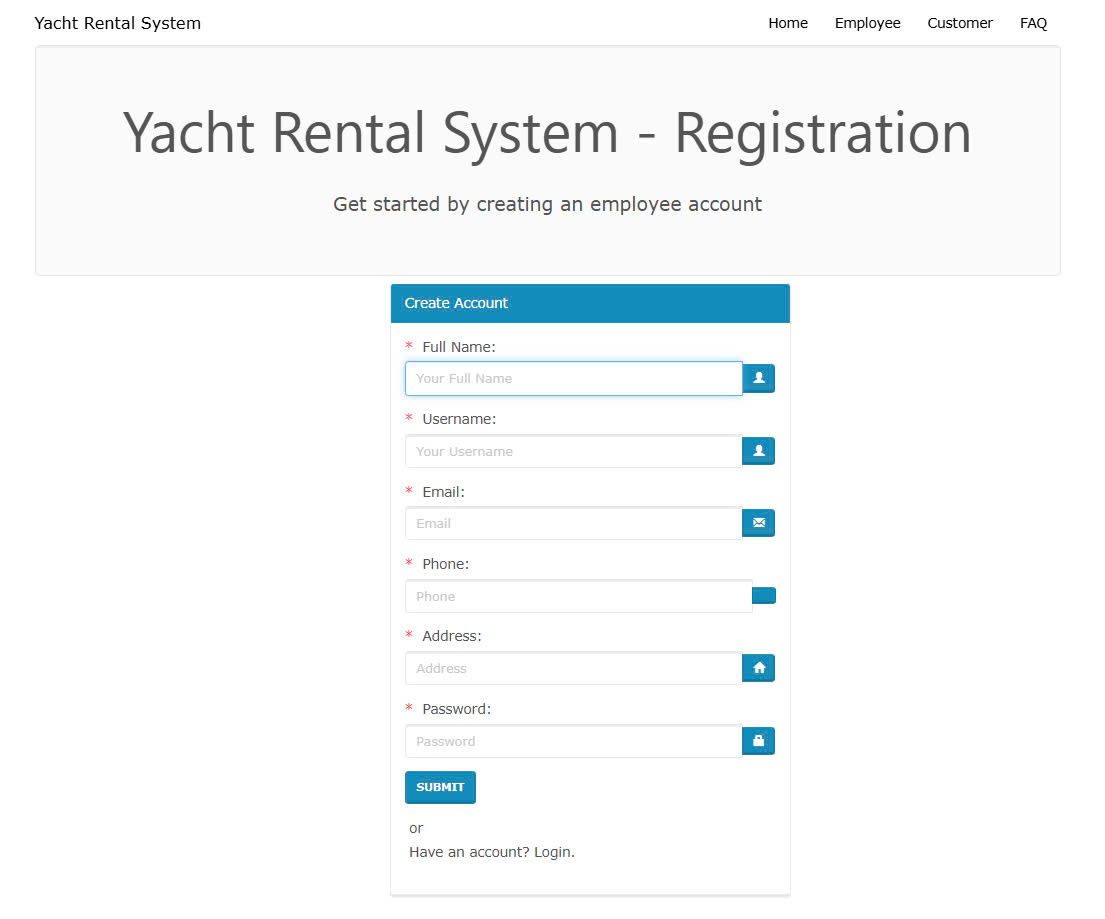 Yacht Rental System Home Employee Customer FAQ
Yacht Rental System - Registration
Get started by creating an employee account
Create Account
* Full Name:
Your Full Name
* Username:
Your Username
* Email:
Email
* Phone:
Phone
* Address:
Address
* Password:
Password
SUBMIT
or
Have an account? Login.